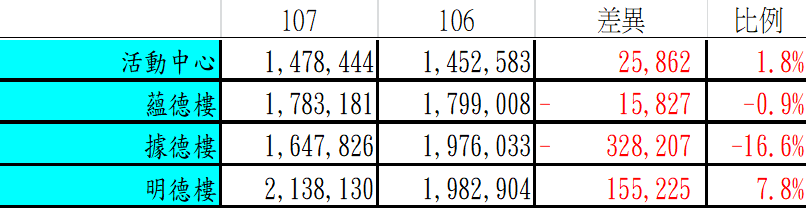 107 106 差異 比例
活動中心 1,478,444 1,452,583 25,862 1.8%
蘊德樓 1,783,181 1,799,008 - 15,827 -0.9%
據德樓 1,647,826 1,976,033 - 328,207 -16.6%
明德樓 2,138,130 1,982,904 155,225 7.8%